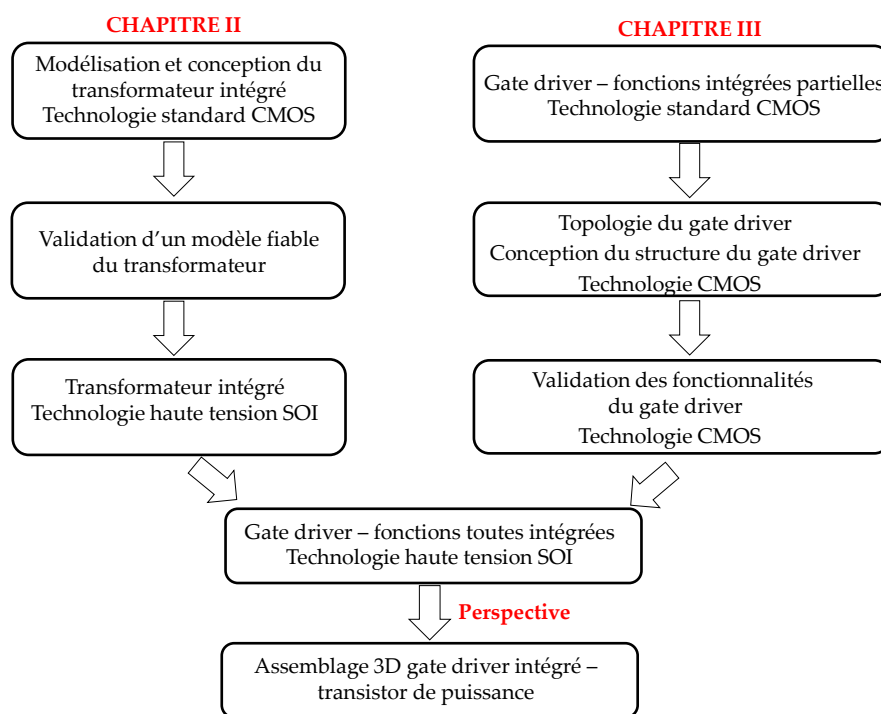 CHAPITRE II
Modélisation et conception du
transformateur intégré
Technologie standard CMOS
Validation d'un modèle fiable
du transformateur
Transformateur intégré
Technologie haute tension SOI
CHAPITRE III
Gate driver – fonctions intégrées partielles
Technologie standard CMOS
Topologie du gate driver
Conception du structure du gate driver
Technologie CMOS
Validation des fonctionnalités
du gate driver
Technologie CMOS
Gate driver – fonctions toutes intégrées
Technologie haute tension SOI
Perspective
Assemblage 3D gate driver intégré –
transistor de puissance